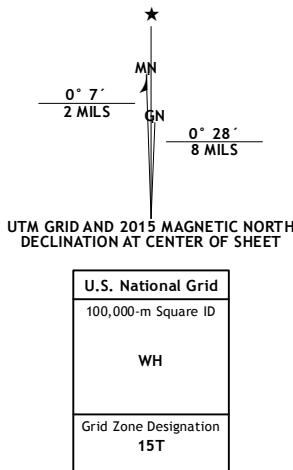 ★
MN
0° 7´
2 MILS
GN
0° 28´
8 MILS
UTM GRID AND 2015 MAGNETIC NORTH
DECLINATION AT CENTER OF SHEET
U.S. National Grid
100,000-m Square ID
WH
Grid Zone Designation
15T